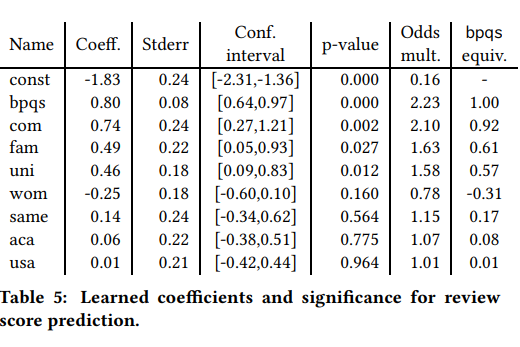 Name Coeff. Stderr Conf. interval p-value Odds mult. bpqs equiv.
const -1.83 0.24 [-2.31,-1.36] 0.000 0.16 -
bpqs 0.80 0.08 [0.64,0.97] 0.000 2.23 1.00
com 0.74 0.24 [0.27,1.21] 0.002 2.10 0.92
fam 0.49 0.22 [0.05,0.93] 0.027 1.63 0.61
uni 0.46 0.18 [0.09,0.83] 0.012 1.58 0.57
wom -0.25 0.18 [-0.60,0.10] 0.160 0.78 -0.31
same 0.14 0.24 [-0.34,0.62] 0.564 1.15 0.17
aca 0.06 0.22 [-0.38,0.51] 0.775 1.07 0.08
usa 0.01 0.21 [-0.42,0.44] 0.964 1.01 0.01
Table 5: Learned coefficients and significance for review
score prediction.